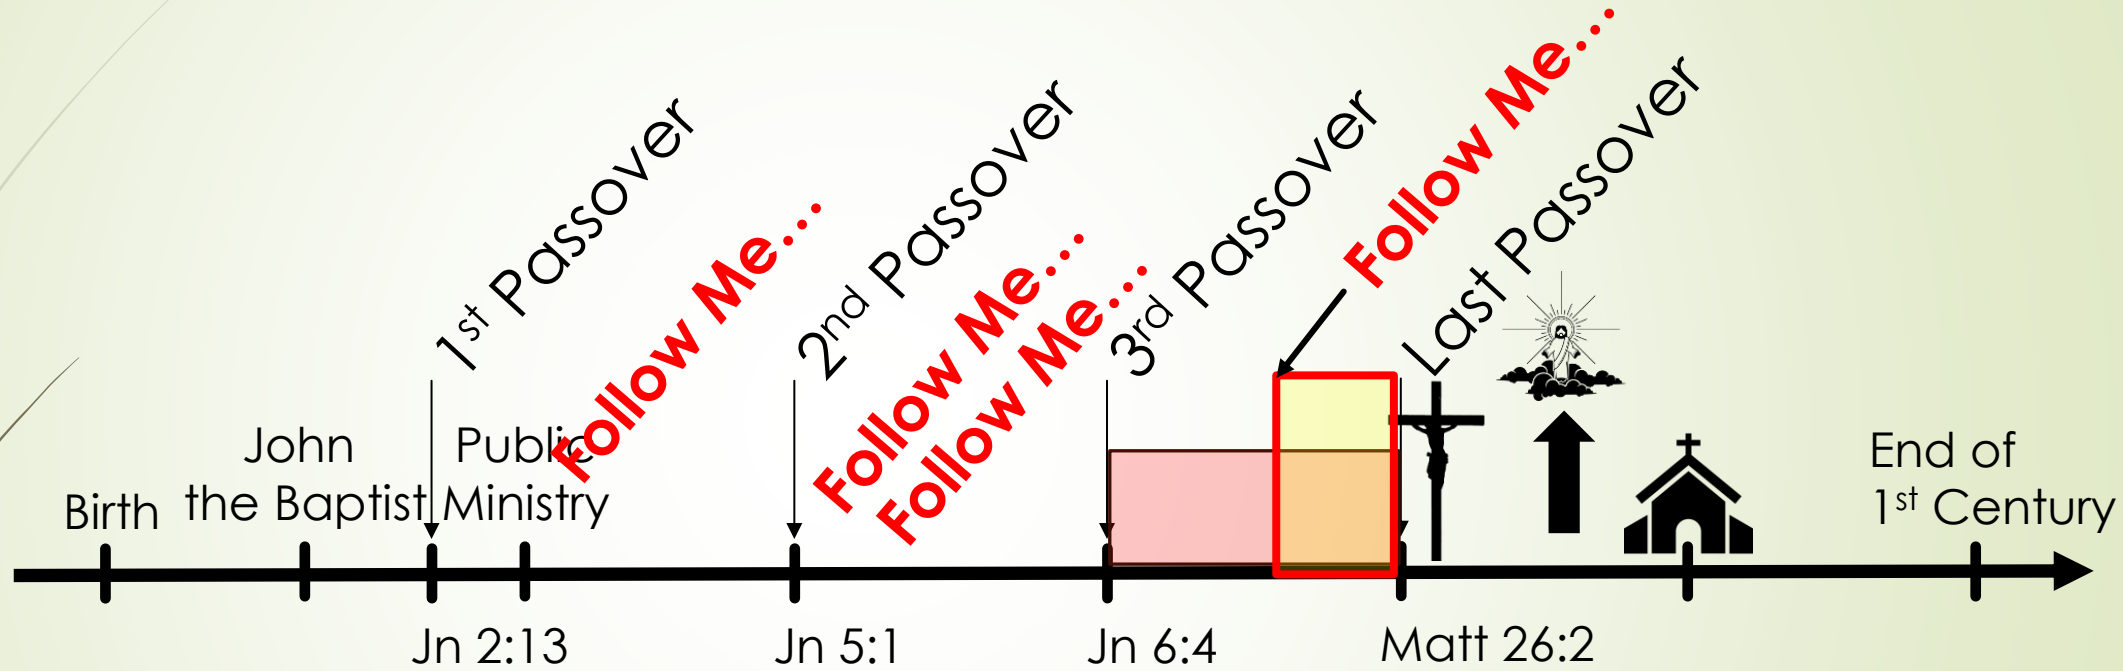 1st Passover
Follow Me…
2nd Passover
Follow Me…
Follow Me…
3rd Passover
Follow Me…
Last Passover
Birth
John
the Baptist
Public
Ministry
End of
1st Century
Jn 2:13
Jn 5:1
Jn 6:4
Matt 26:2